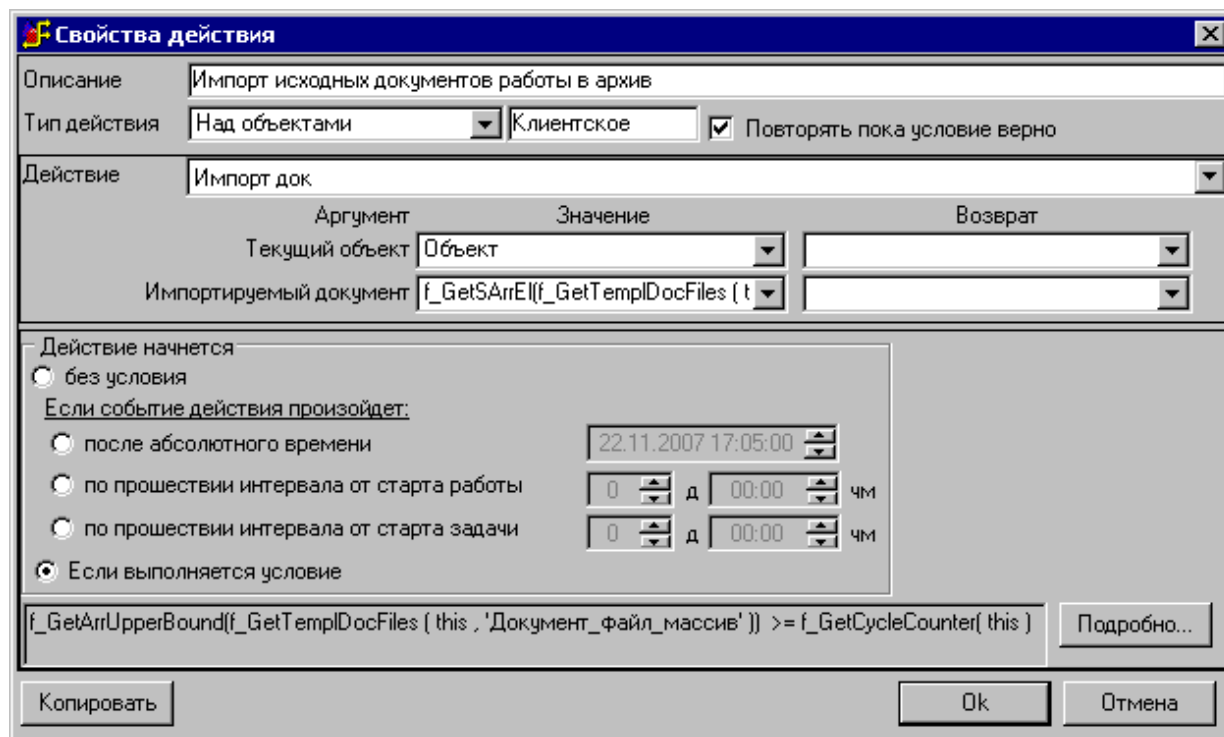 Свойства действия
Описание Импорт исходных документов работы в архив
Тип действия Над объектами Клиентское Повторять пока условие верно
Действие Импорт док
Аргумент Значение Возврат
Текущий объект Объект
Импортируемый документ f_GetSArrEl(f_GetTemplDocFiles ( t
Действие начнется
без условия
Если событие действия произойдет:
после абсолютного времени 22.11.2007 17:05:00
по прошествии интервала от старта работы 0 д 00:00 чм
по прошествии интервала от старта задачи 0 д 00:00 чм
Если выполняется условие
f_GetArrUpperBound(f_GetTemplDocFiles ( this , 'Документ_файл_массив' )) >= f_GetCycleCounter( this ) Подробно...
Копировать Ok Отмена